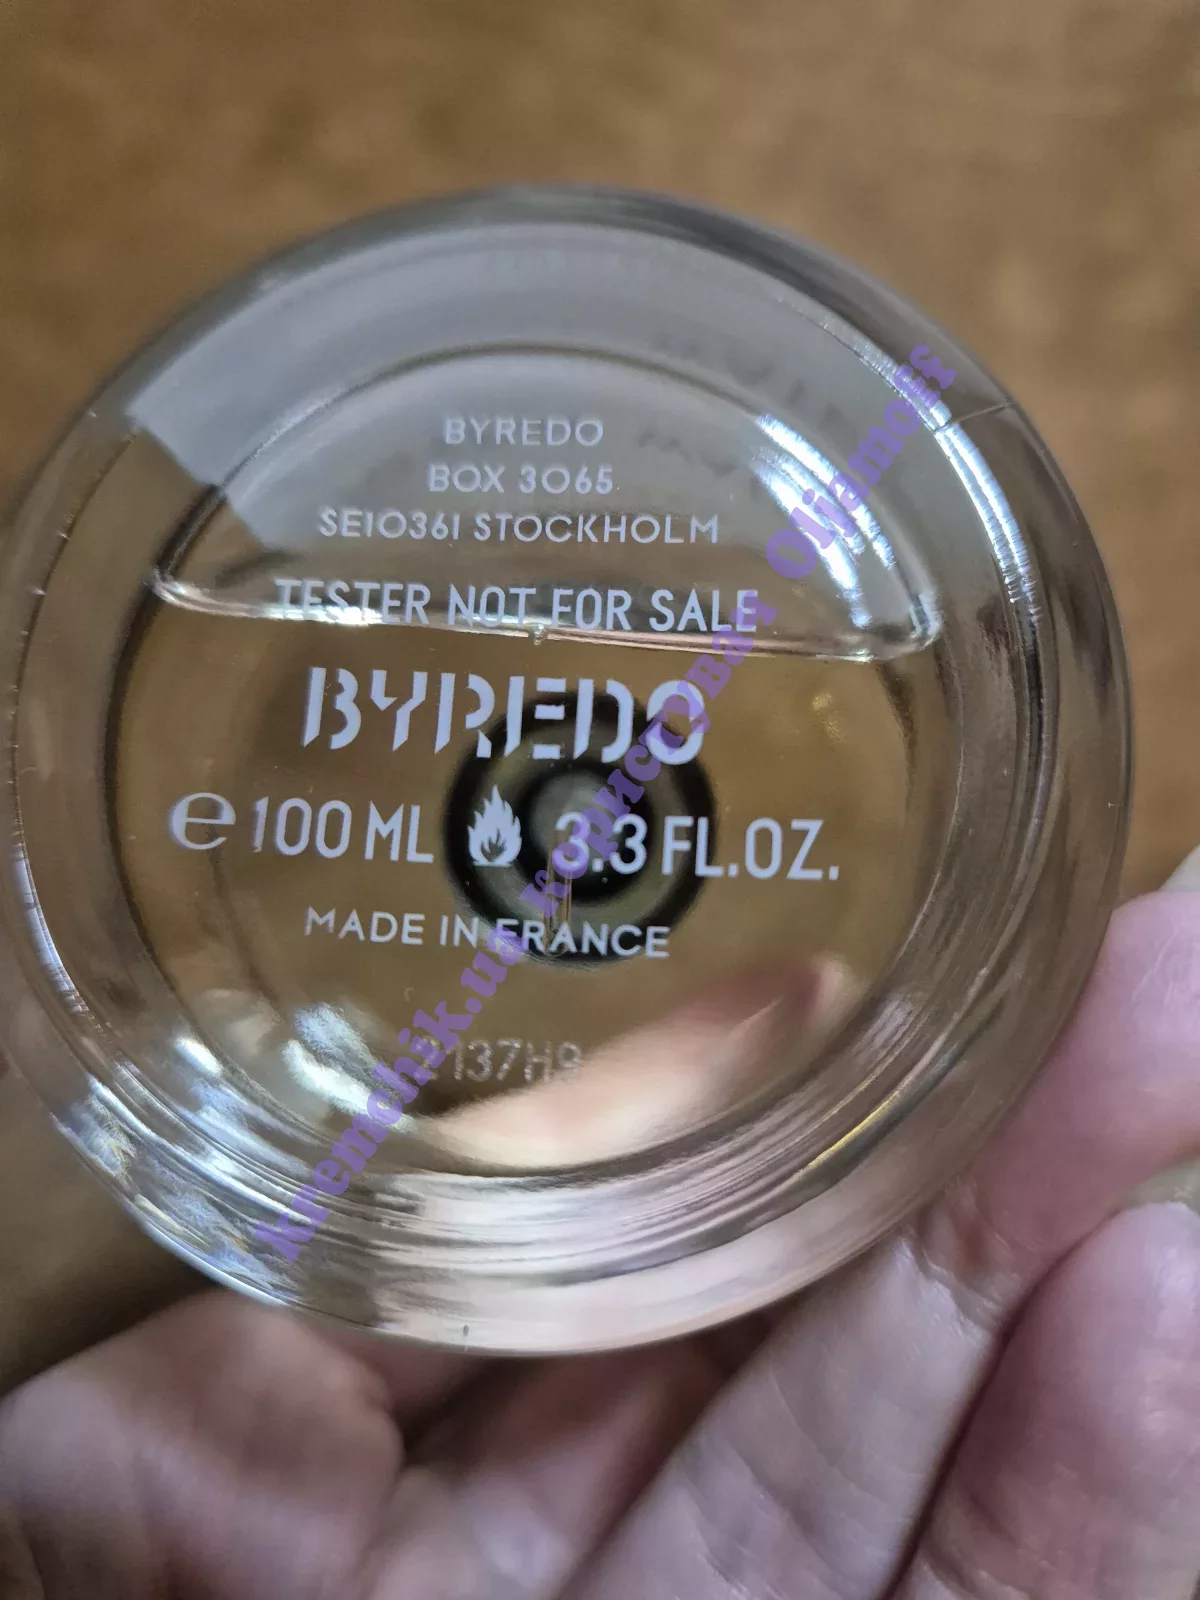 BYREDO
BOX 3065
SE10361 STOCKHOLM
TESTER NOT FOR SALE
BYREDO
e 100 ML 3.3 FL.OZ.
MADE IN FRANCE
kremchik.ua користувач Oljamoff